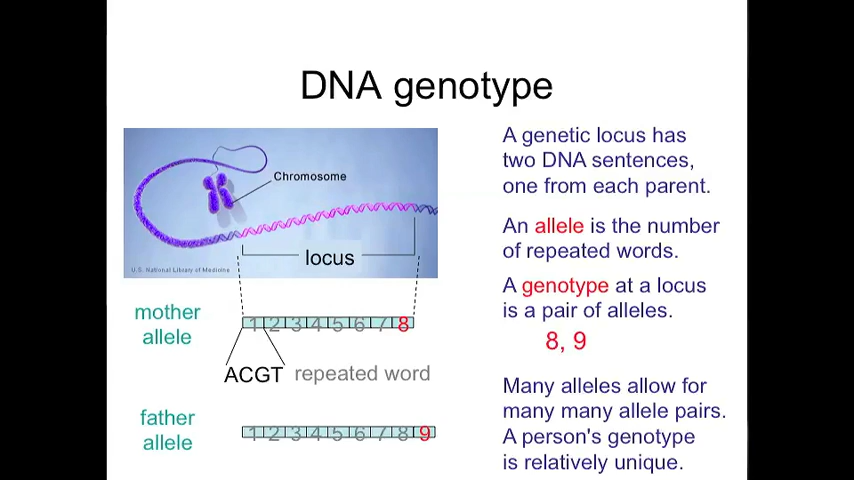 DNA genotype
Chromosome
locus
U.S. National Library of Medicine
mother
allele
1 2 3 4 5 6 7 8
ACGT repeated word
father
allele
1 2 3 4 5 6 7 8 9
A genetic locus has
two DNA sentences,
one from each parent.
An allele is the number
of repeated words.
A genotype at a locus
is a pair of alleles.
8, 9
Many alleles allow for
many many allele pairs.
A person's genotype
is relatively unique.